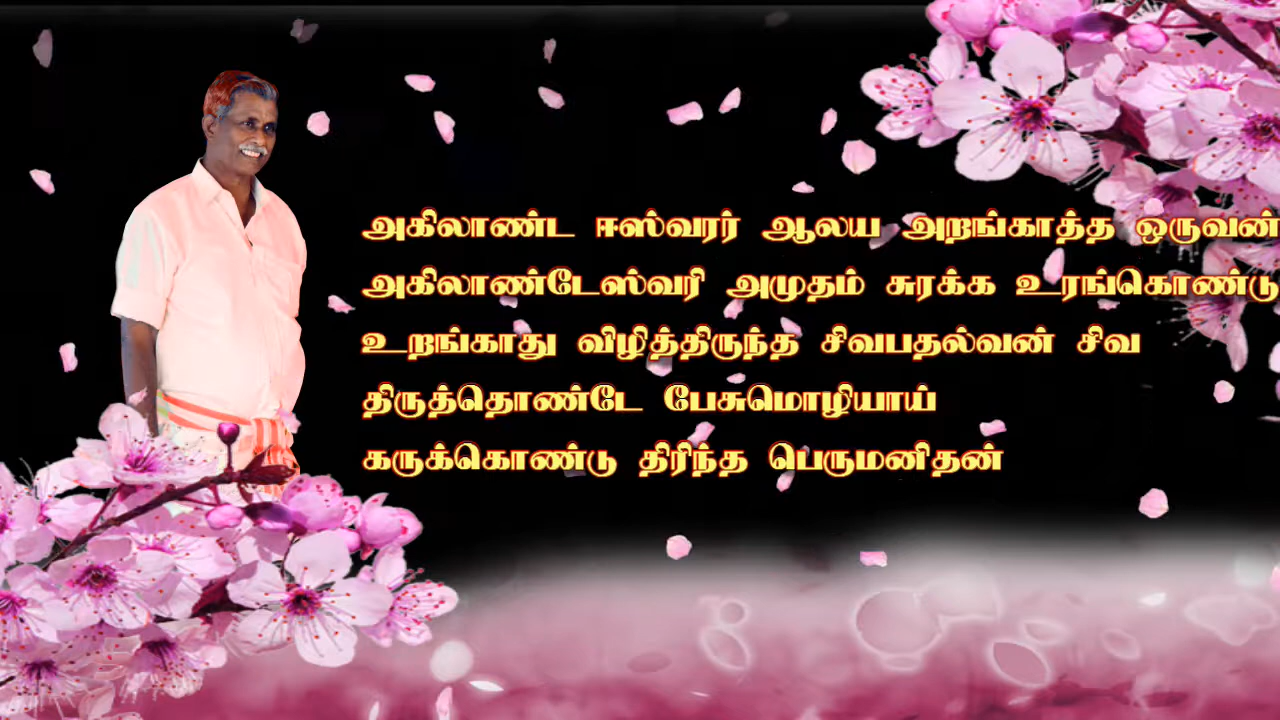 அகிலாண்ட ஈஸ்வரர் ஆலய அறங்காத்த ஒருவன்
அகிலாண்டேஸ்வரி அமுதம் சுரக்க உரங்கொண்டு
உறங்காது விழித்திருந்த சிவபதல்வன் சிவ
திருத்தொண்டே பேசுமொழியாய்
கருக்கொண்டு திரிந்த பெருமனிதன்